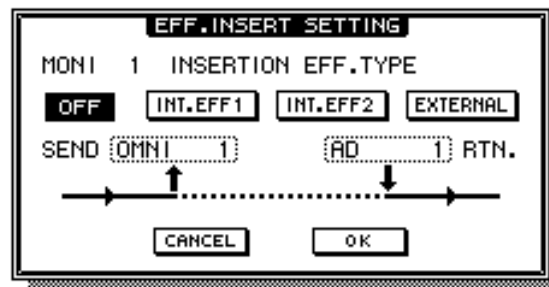 EFF.INSERT SETTING
MONI 1 INSERTION EFF.TYPE
OFF INT.EFF1 INT.EFF2 EXTERNAL
SEND OMNI 1 AD 1 RTN.
CANCEL OK